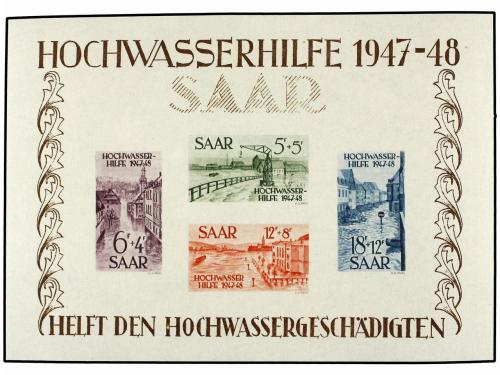 HOCHWASSERHILFE 1947-48
SAAR
HOCHWASSER-
HILFE 1947-48
6F+4F
SAAR
SAAR
5F+5F
HOCHWASSER-
HILFE 1947-48
SAAR
12F+8F
HOCHWASSER-
HILFE 1947-48
HOCHWASSER-
HILFE 1947-48
18F+12F
SAAR
HELFT DEN HOCHWASSERGESCHÄDIGTEN